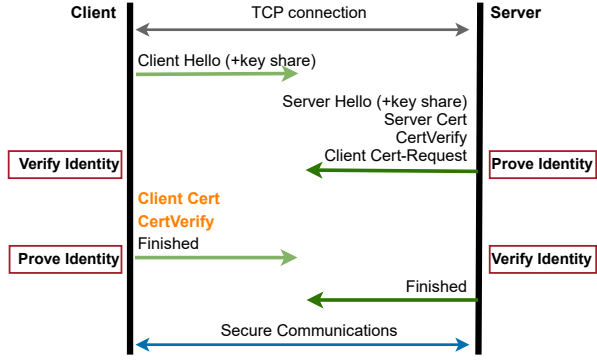 Client
TCP connection
Server
Client Hello (+key share)
Server Hello (+key share)
Server Cert
CertVerify
Client Cert-Request
Verify Identity
Prove Identity
Client Cert
CertVerify
Finished
Prove Identity
Verify Identity
Finished
Secure Communications